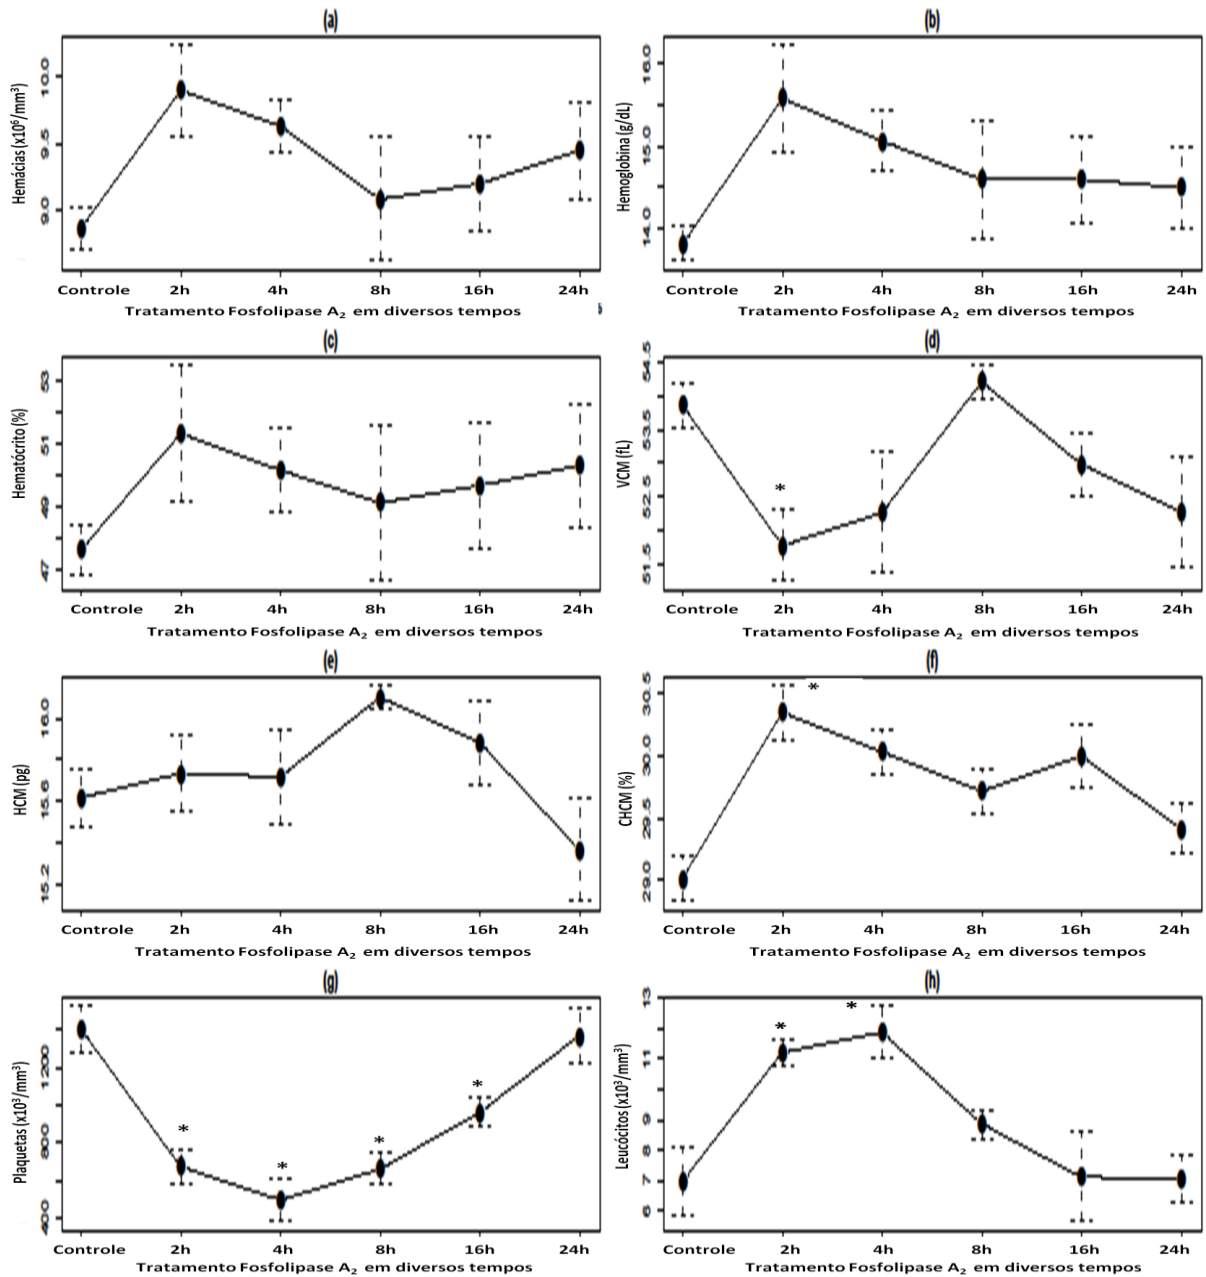 (a)
Hemácias (x10⁶/mm³)
10.0
9.5
9.0
Controle 2h 4h 8h 16h 24h
Tratamento Fosfolipase A₂ em diversos tempos
(b)
Hemoglobina (g/dL)
16.0
15.0
14.0
Controle 2h 4h 8h 16h 24h
Tratamento Fosfolipase A₂ em diversos tempos
(c)
Hematócrito (%)
53
51
49
47
Controle 2h 4h 8h 16h 24h
Tratamento Fosfolipase A₂ em diversos tempos
(d)
VCM (fL)
54.5
53.5
52.5
51.5
*
Controle 2h 4h 8h 16h 24h
Tratamento Fosfolipase A₂ em diversos tempos
(e)
HCM (pg)
16.0
15.6
15.2
Controle 2h 4h 8h 16h 24h
Tratamento Fosfolipase A₂ em diversos tempos
(f)
CHCM (%)
30.5
30.0
29.5
29.0
*
Controle 2h 4h 8h 16h 24h
Tratamento Fosfolipase A₂ em diversos tempos
(g)
Plaquetas (x10³/mm³)
1200
800
400
* * * *
Controle 2h 4h 8h 16h 24h
Tratamento Fosfolipase A₂ em diversos tempos
(h)
Leucócitos (x10³/mm³)
13
11
9
8
7
6
* *
Controle 2h 4h 8h 16h 24h
Tratamento Fosfolipase A₂ em diversos tempos